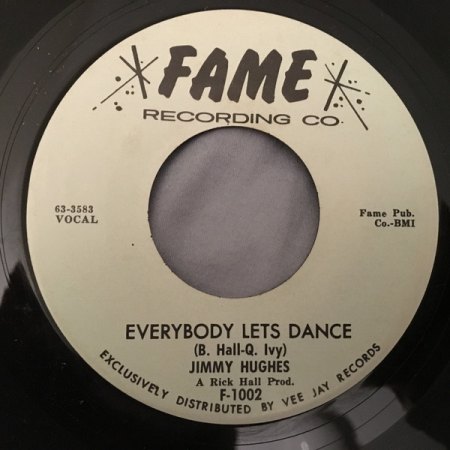 FAME
RECORDING CO.
63-3583
VOCAL
Fame Pub.
Co.-BMI
EVERYBODY LETS DANCE
(B. Hall-Q. Ivy)
JIMMY HUGHES
A Rick Hall Prod.
F-1002
EXCLUSIVELY DISTRIBUTED BY VEE JAY RECORDS